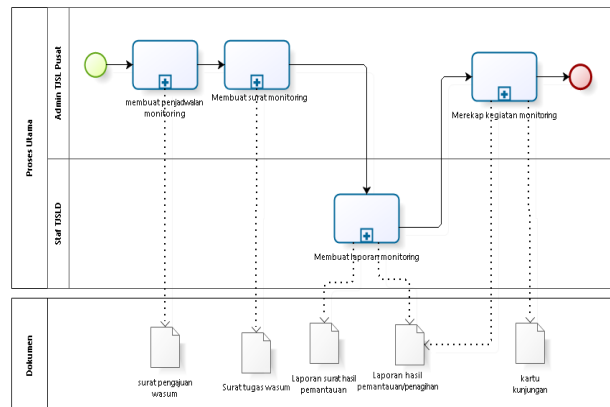 Proses Utama
Admin TJSL Pusat
membuat penjadwalan
monitoring
Membuat surat monitoring
Merekap kegiatan monitoring
Staf TJSLD
Membuat laporan monitoring
Dokumen
surat pengajuan
wasum
Surat tugas wasum
Laporan surat hasil
pemantauan
Laporan hasil
pemantauan/penagihan
kartu
kunjungan